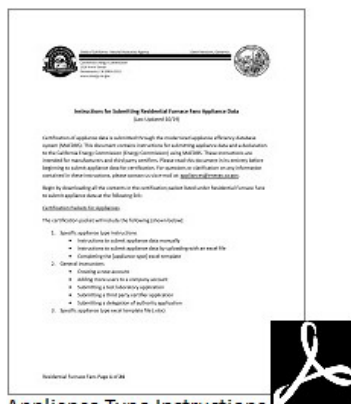 State of California - Natural Resources Agency
California Energy Commission
Instructions for Submitting Residential Furnace Fans Appliance Data
Certification of appliance data is submitted through the modernized appliance efficiency database
system (MAEDBS). This document contains instructions for submitting appliance data and a declaration
to the California Energy Commission (Energy Commission) using MAEDBS. These instructions are
intended for manufacturers and third party certifiers. Please read this document in its entirety before
beginning to submit appliance data for certification. For questions or clarification on any information
contained in these instructions, please contact us via e-mail at:
Begin by downloading all the contents in the certification packet listed under Residential Furnace Fans
to submit appliance data at the following link:
Certification Packets for Appliances
The certification packet will include the following (shown below):
1. Specific appliance type instructions
• Instructions to submit appliance data manually
• Instructions to submit appliance data by uploading with an excel file
• Completing the [appliance type] excel template
2. General instructions
• Creating a new account
• Adding more users to a company account
• Submitting a test laboratory application
• Submitting a third party certifier application
• Submitting a delegation of authority application
3. Specific appliance type excel template file (.xlsx)
Residential Furnace Fans Page 1 of
Appliance Type Instructions